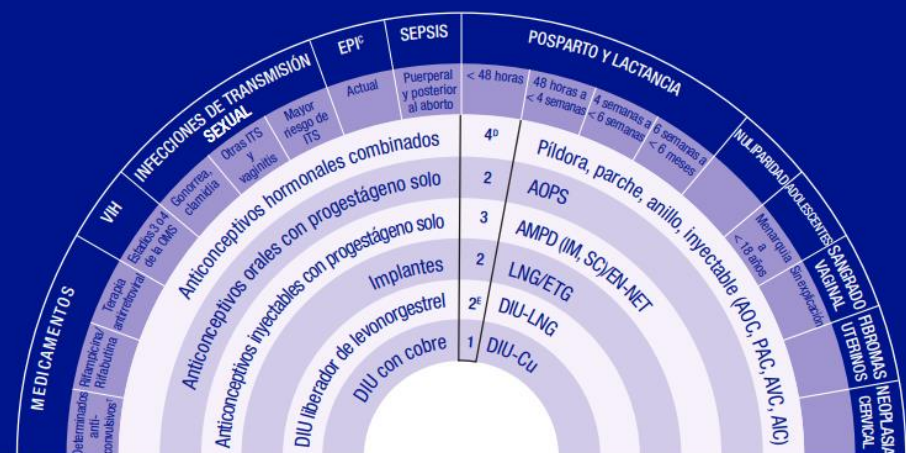 MEDICAMENTOS
VIH
INFECCIONES DE TRANSMISIÓN
SEXUAL
EPIᶜ
SEPSIS
POSPARTO Y LACTANCIA
NULIPARIDAD
ADOLESCENTES
SANGRADO
VAGINAL
FIBROMAS
UTERINOS
NEOPLASIA
CERVICAL
Determinados
anti-
convulsivosᶠ
Rifampicina/
Rifabutina
Terapia
antirretroviral
Estadios 3 o 4
de la OMS
Gonorrea,
clamidia
Otras ITS
y
vaginitis
Mayor
riesgo de
ITS
Actual
Puerperal
y posterior
al aborto
< 48 horas
48 horas a
< 4 semanas
4 semanas a
< 6 semanas
6 semanas a
< 6 meses
Menarquia
a
< 18 años
Sin explicación
Anticonceptivos hormonales combinados
4ᴰ
Píldora, parche, anillo, inyectable (AOC, PAC, AVC, AIC)
Anticonceptivos orales con progestágeno solo
2
AOPS
Anticonceptivos inyectables con progestágeno solo
3
AMPD (IM, SC)/EN-NET
Implantes
2
LNG/ETG
DIU liberador de levonorgestrel
2ᴱ
DIU-LNG
DIU con cobre
1
DIU-Cu